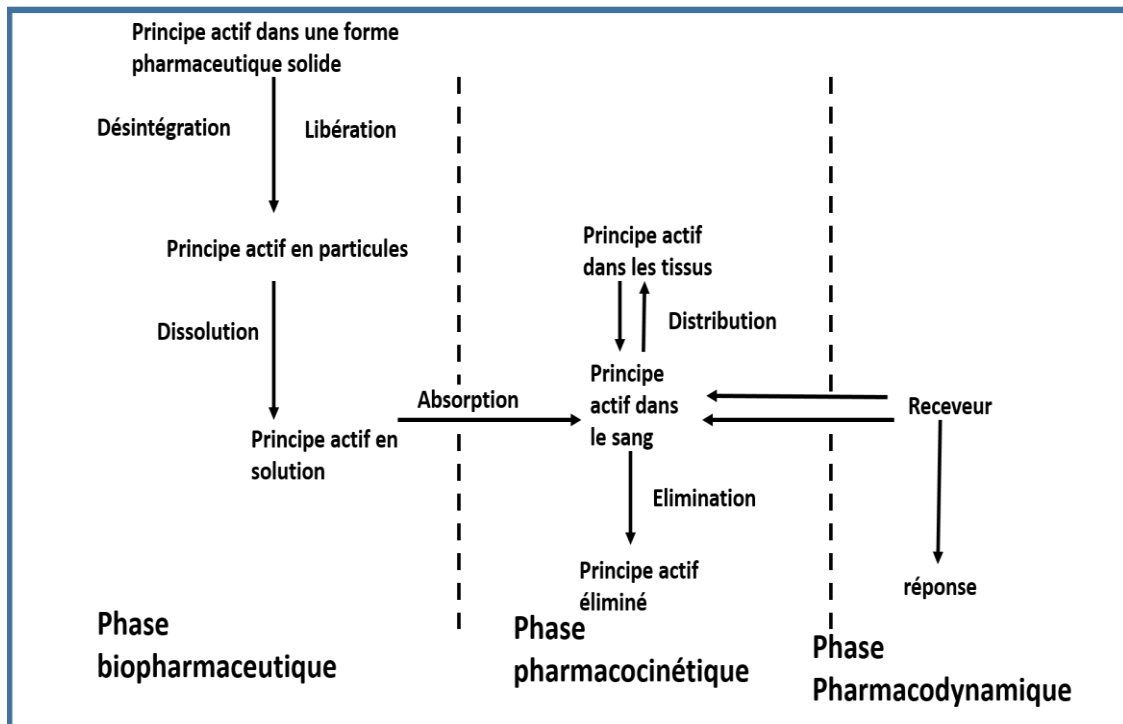 Principe actif dans une forme
pharmaceutique solide
Désintégration
Libération
Principe actif en particules
Dissolution
Principe actif en
solution
Absorption
Principe actif
dans les tissus
Distribution
Principe
actif dans
le sang
Elimination
Principe actif
éliminé
Receveur
réponse
Phase
biopharmaceutique
Phase
pharmacocinétique
Phase
Pharmacodynamique